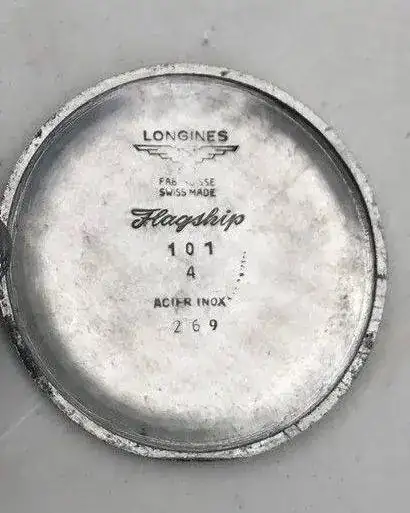 LONGINES
SWISS MADE
Flagship
101
4
ACIER INOX
269